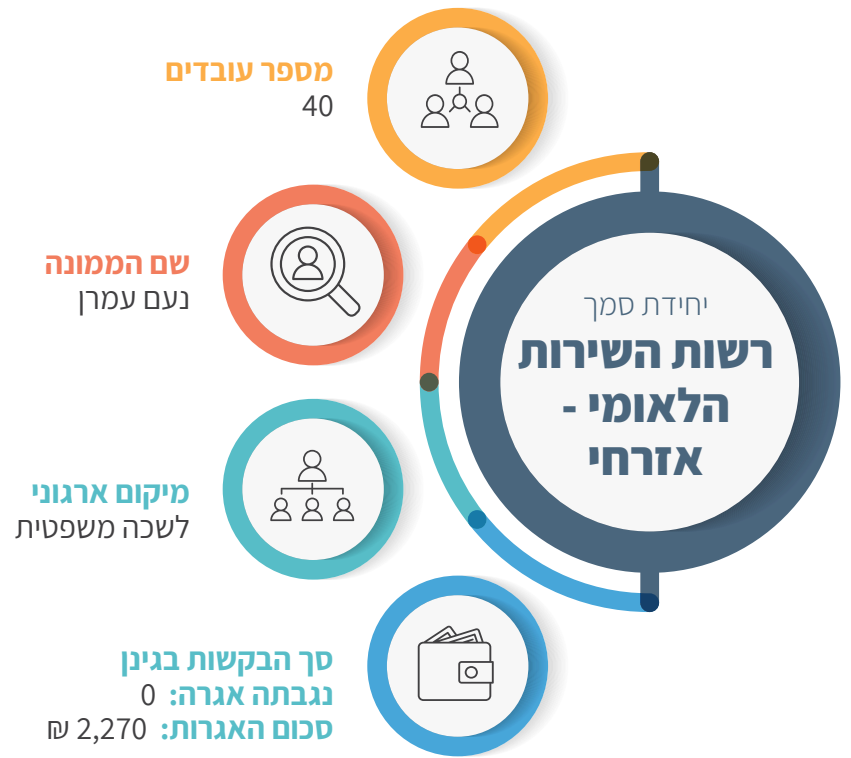 יחידת סמך
רשות השירות
הלאומי -
אזרחי
מספר עובדים
40
שם הממונה
נעם עמרן
מיקום ארגוני
לשכה משפטית
סך הבקשות בגינן
נגבתה אגרה: 0
סכום האגרות: 2,270 ₪